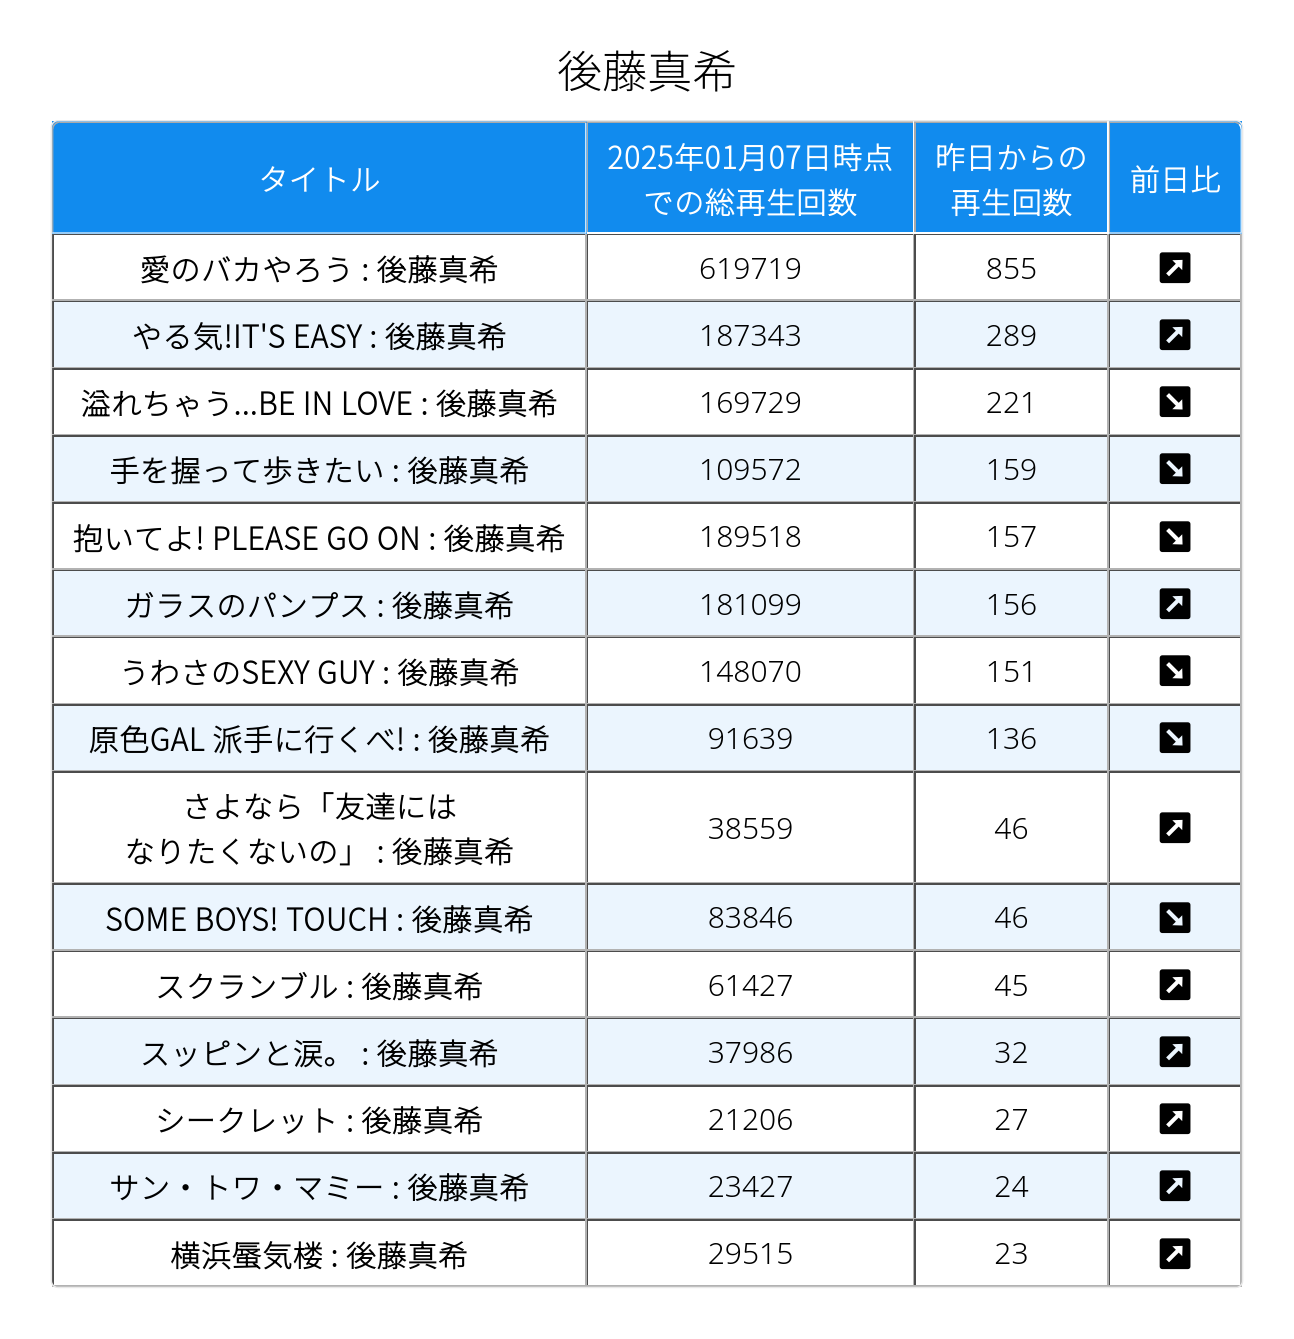 後藤真希
タイトル
2025年01月07日時点
での総再生回数
昨日からの
再生回数
前日比
愛のバカやろう : 後藤真希 619719 855
やる気!IT'S EASY : 後藤真希 187343 289
溢れちゃう...BE IN LOVE : 後藤真希 169729 221
手を握って歩きたい : 後藤真希 109572 159
抱いてよ! PLEASE GO ON : 後藤真希 189518 157
ガラスのパンプス : 後藤真希 181099 156
うわさのSEXY GUY : 後藤真希 148070 151
原色GAL 派手に行くべ! : 後藤真希 91639 136
さよなら「友達には
なりたくないの」 : 後藤真希 38559 46
SOME BOYS! TOUCH : 後藤真希 83846 46
スクランブル : 後藤真希 61427 45
スッピンと涙。 : 後藤真希 37986 32
シークレット : 後藤真希 21206 27
サン・トワ・マミー : 後藤真希 23427 24
横浜蜃気楼 : 後藤真希 29515 23